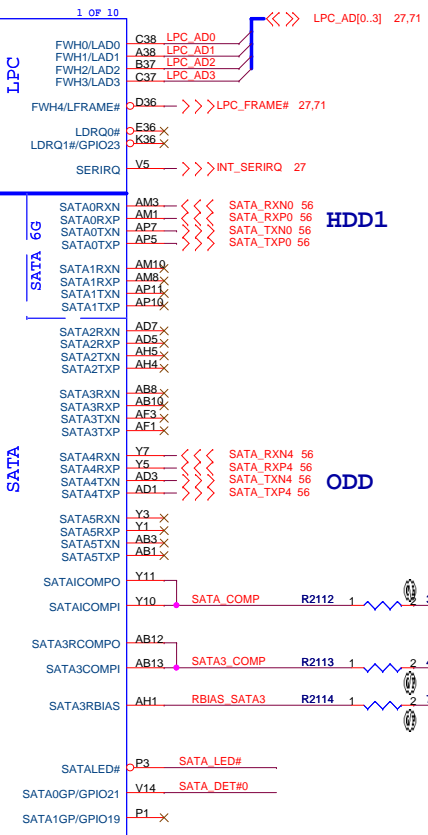 1 OF 10
LPC_AD[0..3] 27,71
LPC
FWH0/LAD0 C38 LPC_AD0
FWH1/LAD1 A38 LPC_AD1
FWH2/LAD2 B37 LPC_AD2
FWH3/LAD3 C37 LPC_AD3
FWH4/LFRAME# D36 LPC_FRAME# 27,71
LDRQ0# E36
LDRQ1#/GPIO23 K36
SERIRQ V5 INT_SERIRQ 27
SATA 6G
SATA0RXN AM3 SATA_RXN0 56
SATA0RXP AM1 SATA_RXP0 56
SATA0TXN AP7 SATA_TXN0 56
SATA0TXP AP5 SATA_TXP0 56
HDD1
SATA1RXN AM10
SATA1RXP AM8
SATA1TXN AP11
SATA1TXP AP10
SATA
SATA2RXN AD7
SATA2RXP AD5
SATA2TXN AH5
SATA2TXP AH4
SATA3RXN AB8
SATA3RXP AB10
SATA3TXN AF3
SATA3TXP AF1
SATA4RXN Y7 SATA_RXN4 56
SATA4RXP Y5 SATA_RXP4 56
SATA4TXN AD3 SATA_TXN4 56
SATA4TXP AD1 SATA_TXP4 56
ODD
SATA5RXN Y3
SATA5RXP Y1
SATA5TXN AB3
SATA5TXP AB1
SATAICOMPO Y11
SATAICOMPI Y10 SATA_COMP R2112 1 2
SATA3RCOMPO AB12
SATA3COMPI AB13 SATA3_COMP R2113 1 2
SATA3RBIAS AH1 RBIAS_SATA3 R2114 1 2
SATALED# P3 SATA_LED#
SATA0GP/GPIO21 V14 SATA_DET#0
SATA1GP/GPIO19 P1